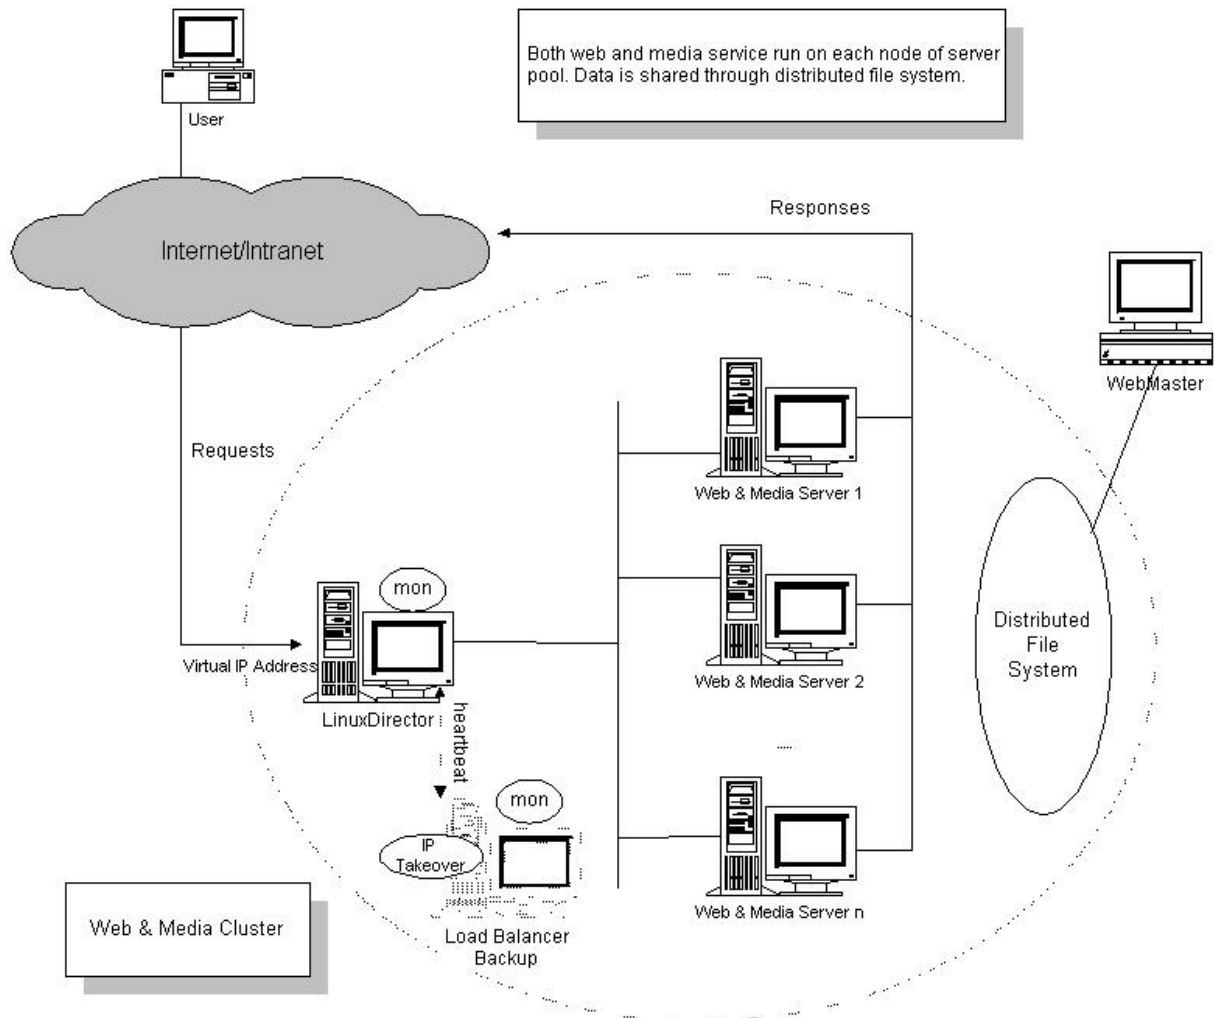 Both web and media service run on each node of server
pool. Data is shared through distributed file system.
User
Responses
Internet/Intranet
WebMaster
Requests
Web & Media Server 1
mon
Distributed
File
System
Virtual IP Address
Web & Media Server 2
LinuxDirector
heartbeat
.....
mon
IP
Takeover
Web & Media Server n
Web & Media Cluster
Load Balancer
Backup